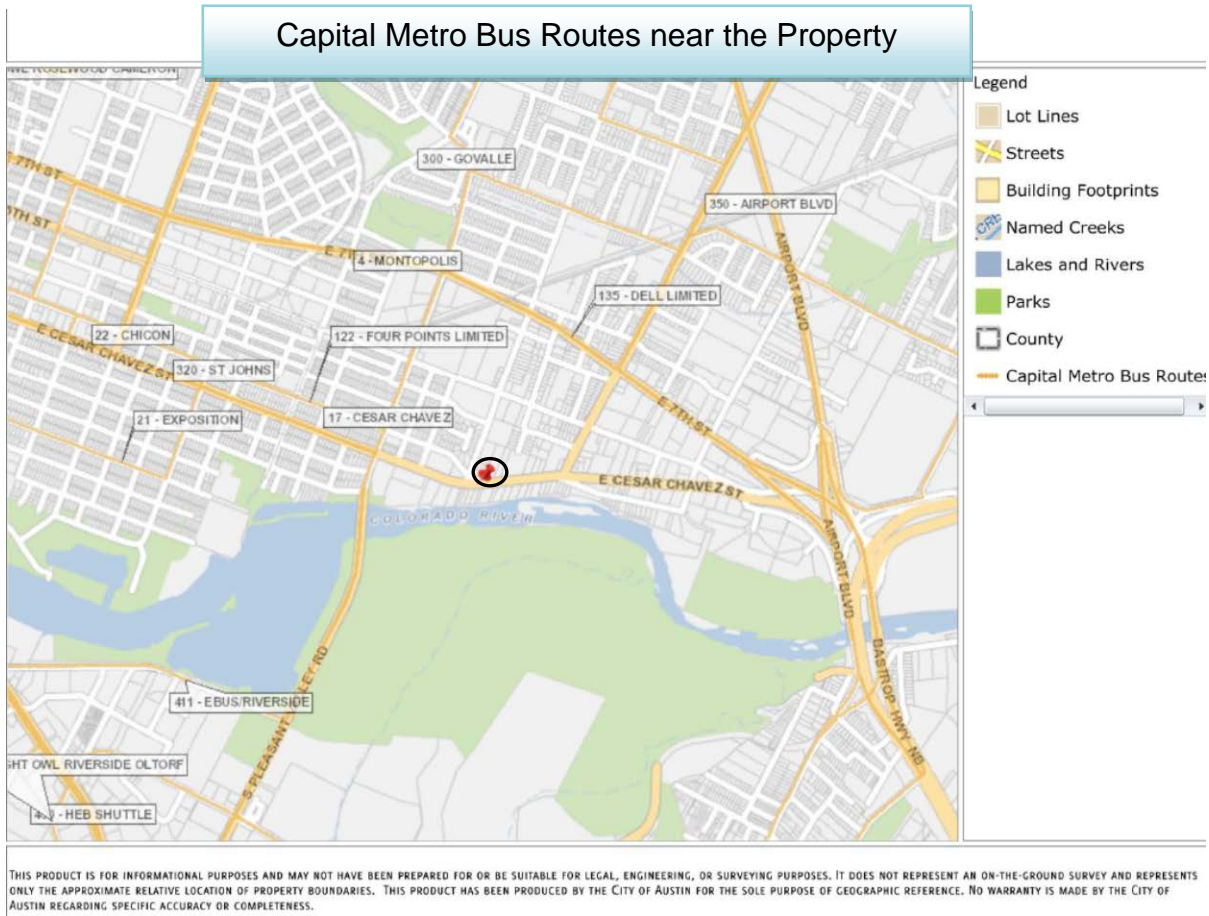 Capital Metro Bus Routes near the Property
ROSEWOOD CAMERON
E 7TH ST
300 - GOVALLE
350 - AIRPORT BLVD
4 - MONTOPOLIS
AIRPORT BLVD
135 - DELL LIMITED
22 - CHICON
122 - FOUR POINTS LIMITED
E CESAR CHAVEZ ST
320 - ST JOHNS
21 - EXPOSITION
17 - CESAR CHAVEZ
E 7TH ST
E CESAR CHAVEZ ST
COLORADO RIVER
AIRPORT BLVD
BASTROP HWY NB
411 - EBUS/RIVERSIDE
S PLEASANT VALLEY RD
OWL RIVERSIDE OLTORF
- HEB SHUTTLE
Legend
Lot Lines
Streets
Building Footprints
Named Creeks
Lakes and Rivers
Parks
County
Capital Metro Bus Routes
THIS PRODUCT IS FOR INFORMATIONAL PURPOSES AND MAY NOT HAVE BEEN PREPARED FOR OR BE SUITABLE FOR LEGAL, ENGINEERING, OR SURVEYING PURPOSES. IT DOES NOT REPRESENT AN ON-THE-GROUND SURVEY AND REPRESENTS
ONLY THE APPROXIMATE RELATIVE LOCATION OF PROPERTY BOUNDARIES. THIS PRODUCT HAS BEEN PRODUCED BY THE CITY OF AUSTIN FOR THE SOLE PURPOSE OF GEOGRAPHIC REFERENCE. NO WARRANTY IS MADE BY THE CITY OF
AUSTIN REGARDING SPECIFIC ACCURACY OR COMPLETENESS.